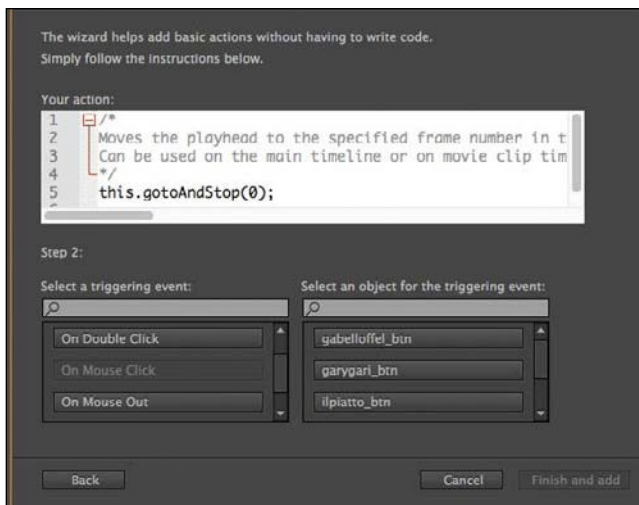 The wizard helps add basic actions without having to write code.
Simply follow the instructions below.
Your action:
1 /*
2 Moves the playhead to the specified frame number in t
3 Can be used on the main timeline or on movie clip tim
4 */
5 this.gotoAndStop(0);
Step 2:
Select a triggering event:
Select an object for the triggering event:
On Double Click
gabelloffel_btn
On Mouse Click
garygari_btn
On Mouse Out
ilpiatto_btn
Back
Cancel
Finish and add